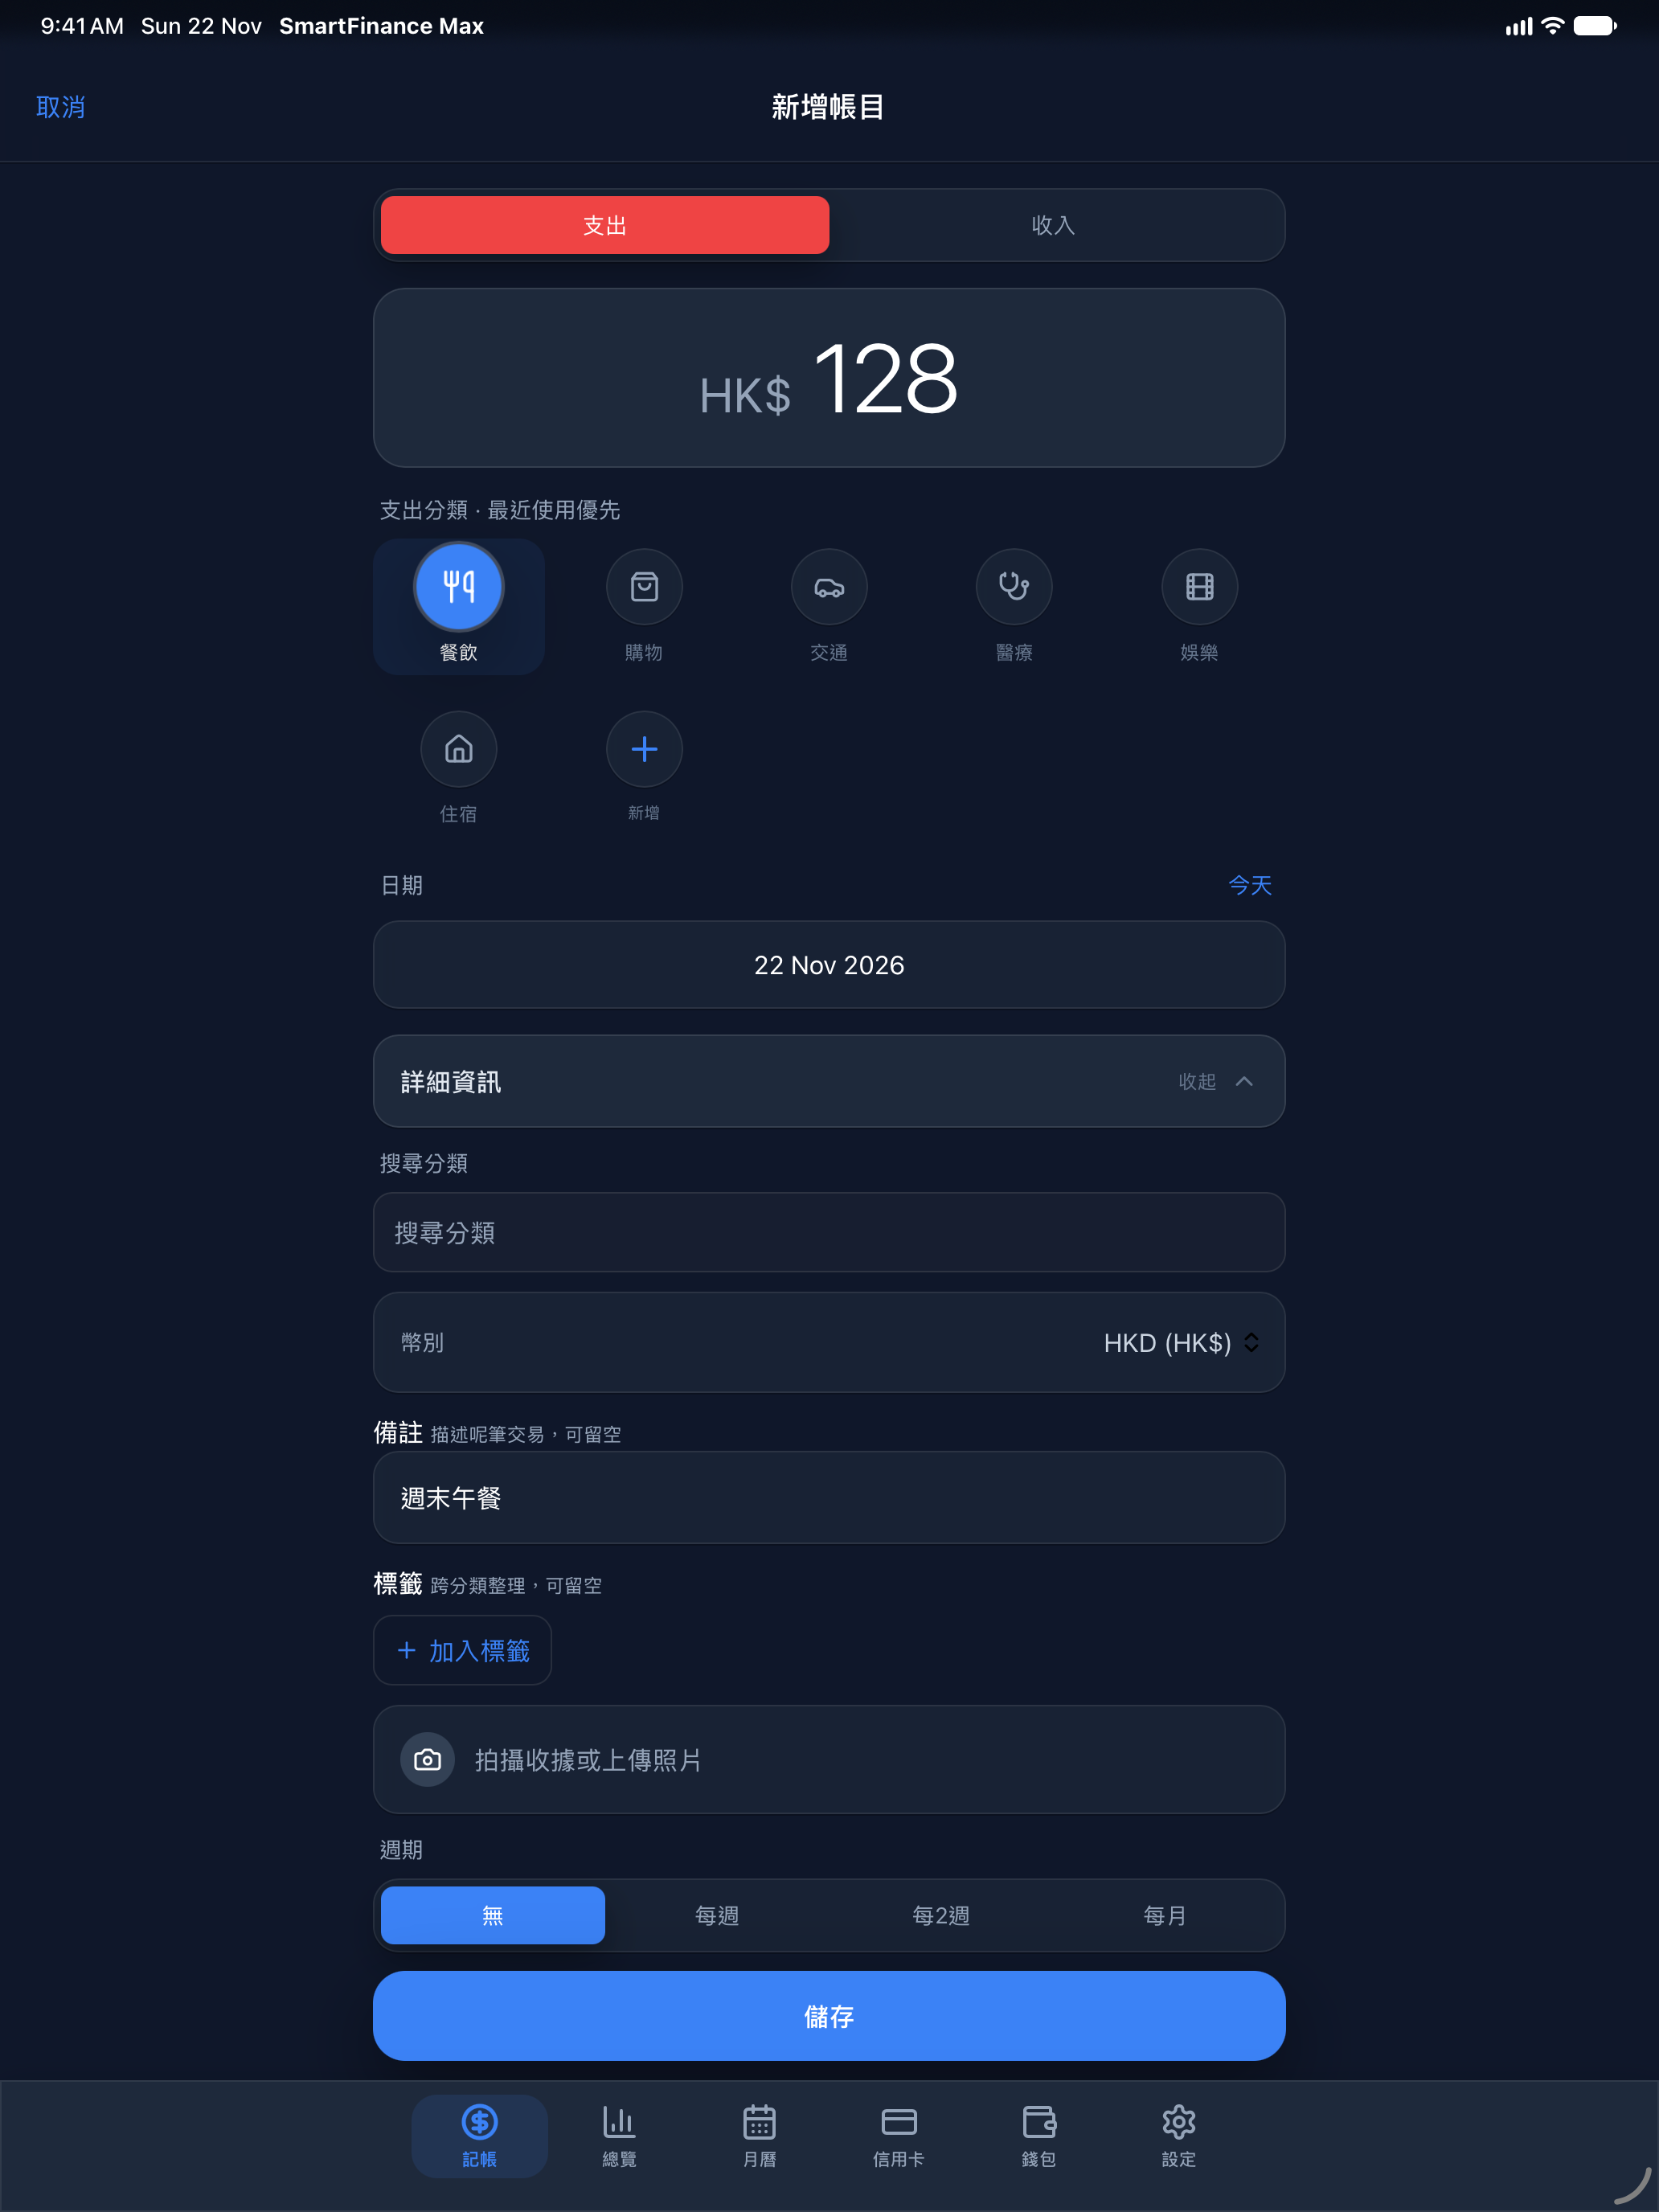 9:41 AM Sun 22 Nov SmartFinance Max
取消 新增帳目
支出 收入
HK$ 128
支出分類 · 最近使用優先
餐飲 購物 交通 醫療 娛樂
住宿 新增
日期 今天
22 Nov 2026
詳細資訊 收起
搜尋分類
搜尋分類
幣別 HKD (HK$)
備註 描述呢筆交易，可留空
週末午餐
標籤 跨分類整理，可留空
+ 加入標籤
拍攝收據或上傳照片
週期
無 每週 每2週 每月
儲存
記帳 總覽 月曆 信用卡 錢包 設定